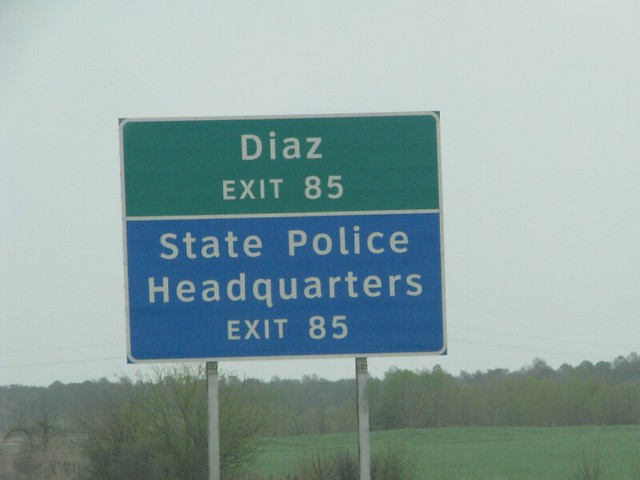 Diaz
EXIT 85
State Police
Headquarters
EXIT 85